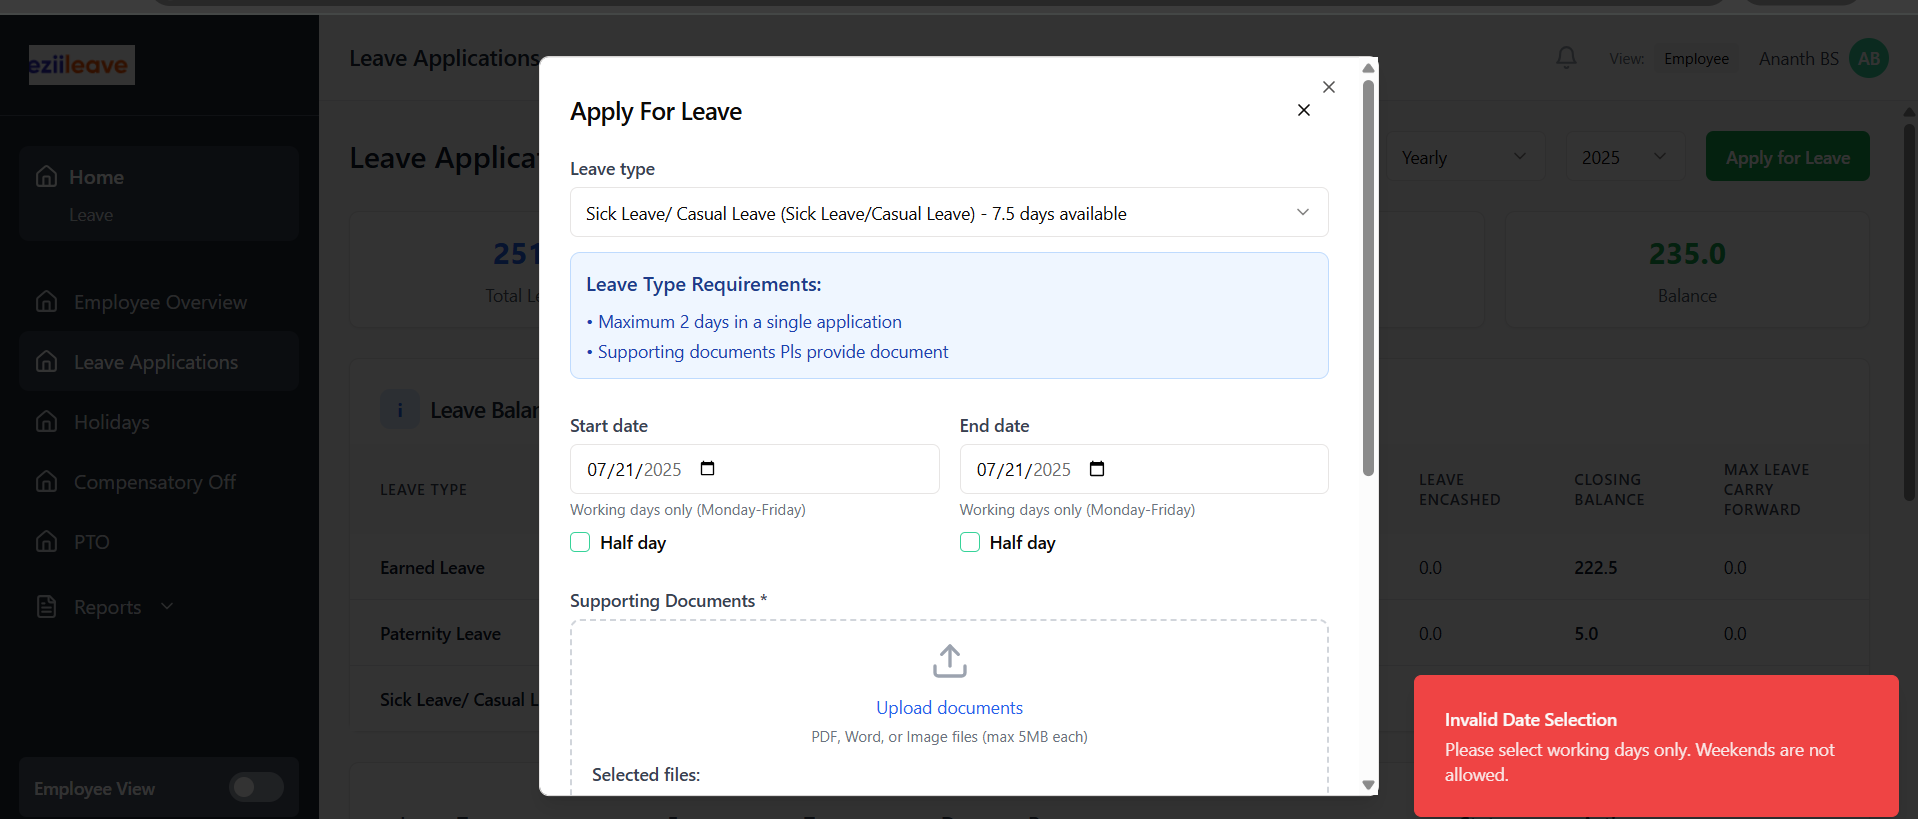 eziileave
Home
Leave
Employee Overview
Leave Applications
Holidays
Compensatory Off
PTO
Reports
Employee View
Leave Applications
View: Employee Ananth BS AB
Leave Applica
Yearly 2025 Apply for Leave
251
Total Le
235.0
Balance
i Leave Balan
LEAVE TYPE
LEAVE ENCASHED
CLOSING BALANCE
MAX LEAVE CARRY FORWARD
Earned Leave 0.0 222.5 0.0
Paternity Leave 0.0 5.0 0.0
Sick Leave/ Casual L
Apply For Leave
Leave type
Sick Leave/ Casual Leave (Sick Leave/Casual Leave) - 7.5 days available
Leave Type Requirements:
• Maximum 2 days in a single application
• Supporting documents Pls provide document
Start date End date
07/21/2025 07/21/2025
Working days only (Monday-Friday) Working days only (Monday-Friday)
Half day Half day
Supporting Documents *
Upload documents
PDF, Word, or Image files (max 5MB each)
Selected files:
Invalid Date Selection
Please select working days only. Weekends are not
allowed.